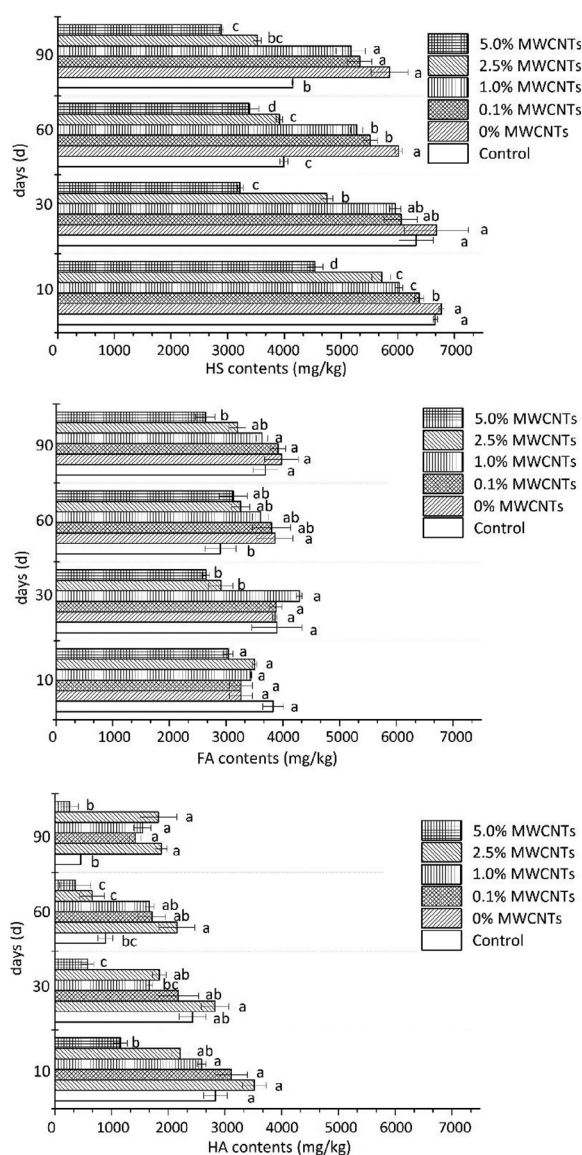 c
5.0% MWCNTs
bc
2.5% MWCNTs
90
a
1.0% MWCNTs
a
0.1% MWCNTs
a
0% MWCNTs
b
Control
d
c
60
b
b
a
c
days (d)
c
b
30
ab
ab
a
a
d
c
10
c
b
a
a
0 1000 2000 3000 4000 5000 6000 7000
HS contents (mg/kg)
b
5.0% MWCNTs
ab
2.5% MWCNTs
90
a
1.0% MWCNTs
a
0.1% MWCNTs
a
0% MWCNTs
a
Control
ab
ab
60
ab
ab
a
b
days (d)
b
b
30
a
a
a
a
a
a
10
a
a
a
a
0 1000 2000 3000 4000 5000 6000 7000
FA contents (mg/kg)
b
5.0% MWCNTs
a
2.5% MWCNTs
90
a
1.0% MWCNTs
a
0.1% MWCNTs
a
0% MWCNTs
b
Control
c
c
60
ab
ab
a
bc
days (d)
c
ab
30
bc
ab
a
ab
b
ab
10
a
a
a
a
0 1000 2000 3000 4000 5000 6000 7000
HA contents (mg/kg)